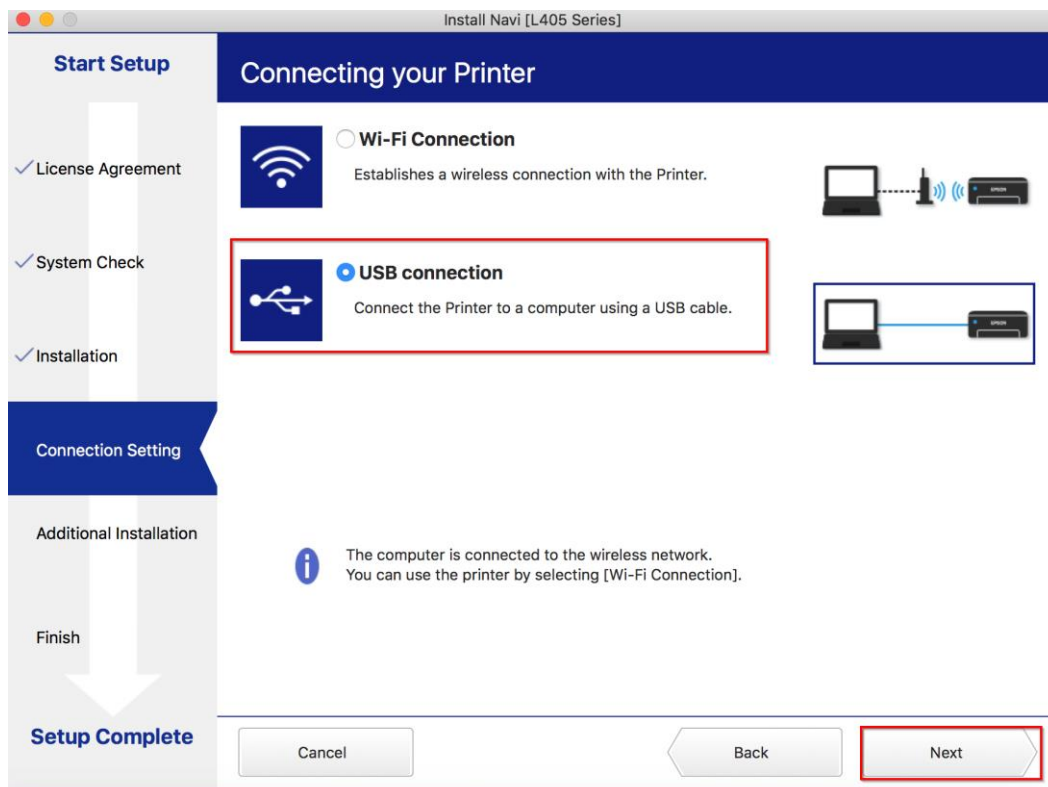 Install Navi [L405 Series]
Start Setup
License Agreement
System Check
Installation
Connection Setting
Additional Installation
Finish
Setup Complete
Connecting your Printer
Wi-Fi Connection
Establishes a wireless connection with the Printer.
EPSON
USB connection
Connect the Printer to a computer using a USB cable.
EPSON
The computer is connected to the wireless network.
You can use the printer by selecting [Wi-Fi Connection].
Cancel
Back
Next